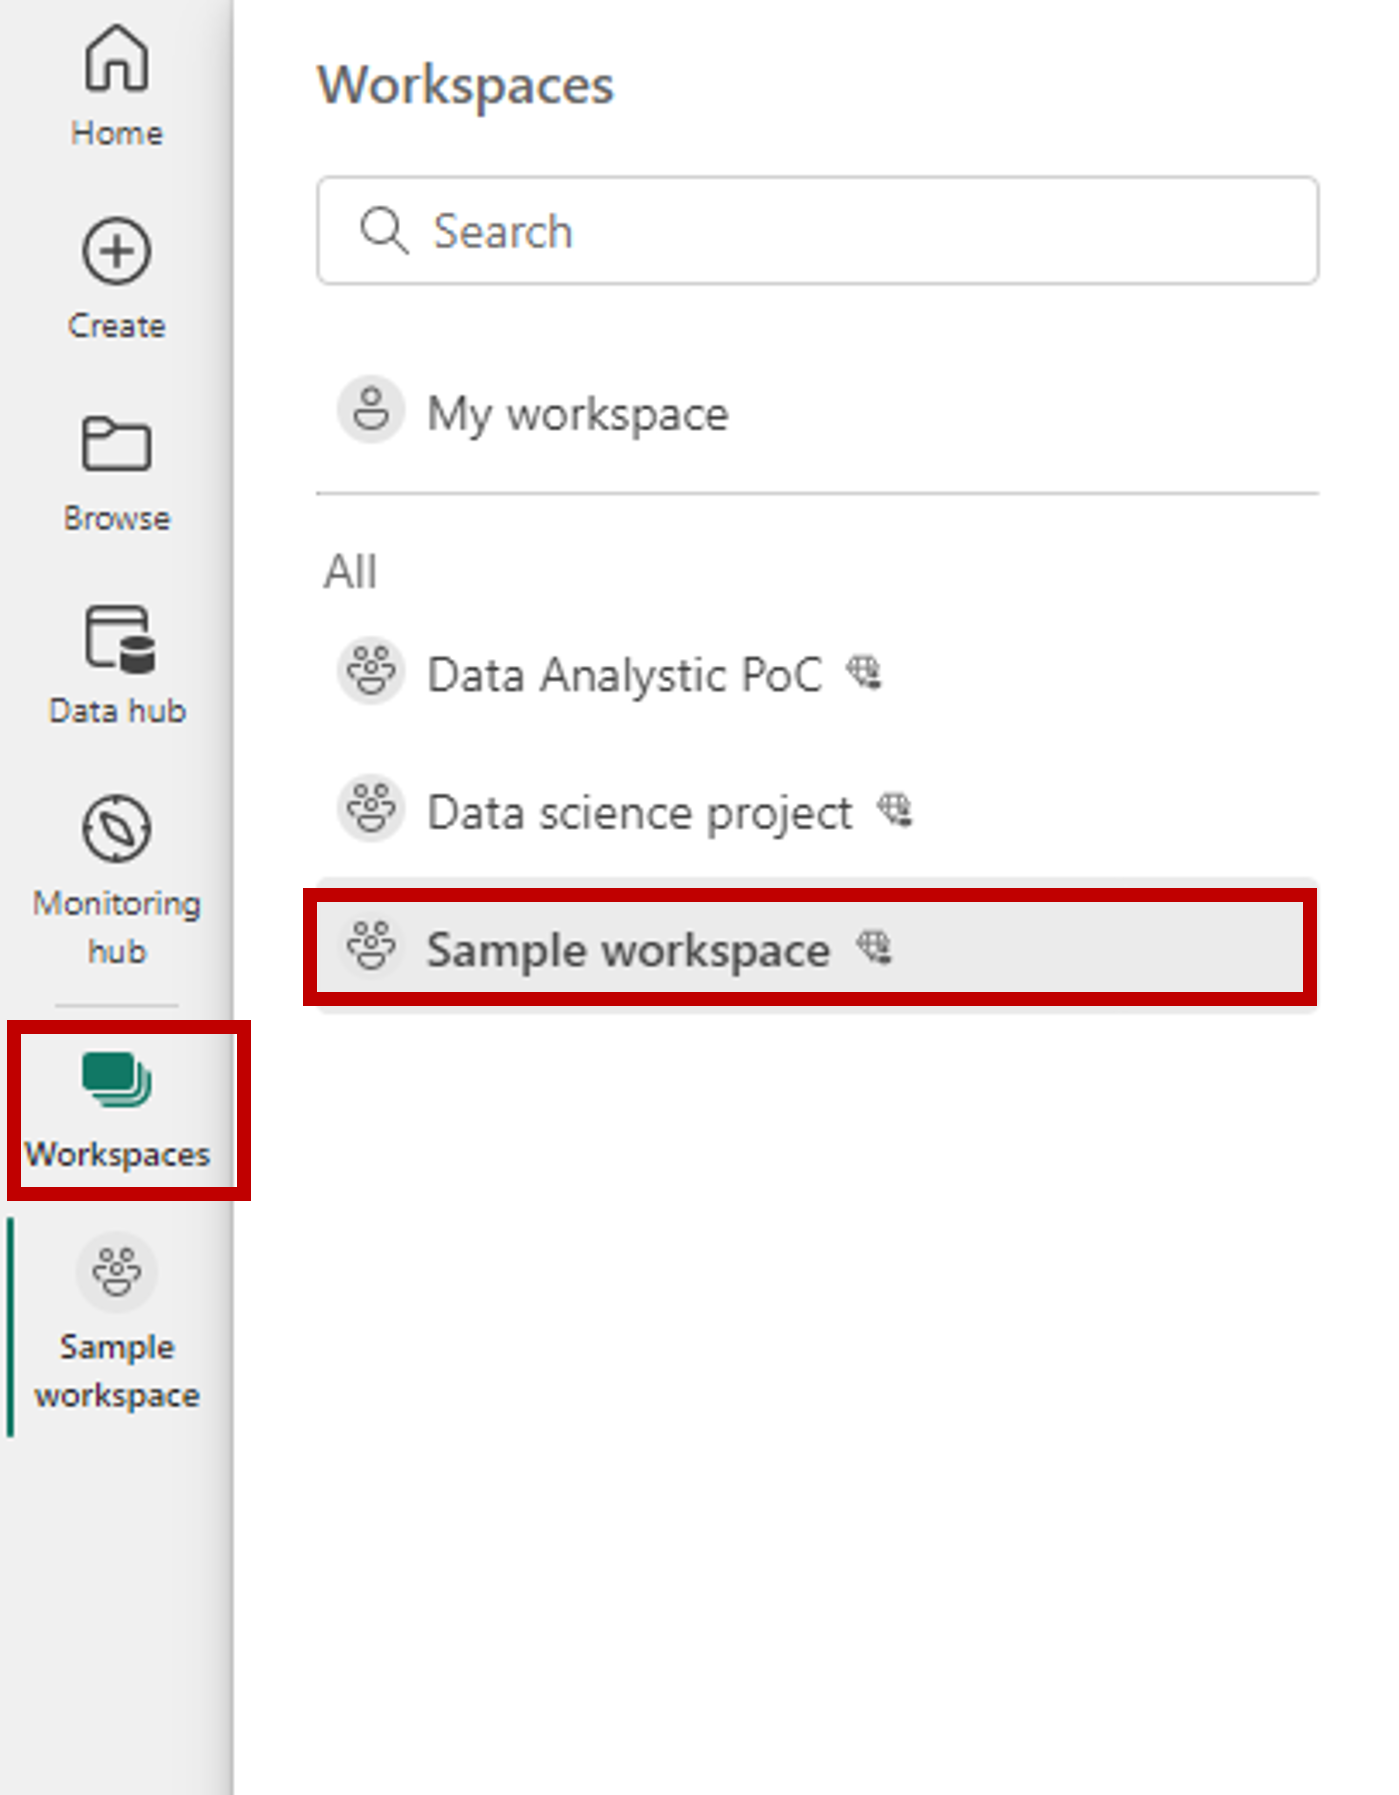 Home
Create
Browse
Data hub
Monitoring
hub
Workspaces
Sample
workspace
Workspaces
Search
My workspace
All
Data Analystic PoC
Data science project
Sample workspace